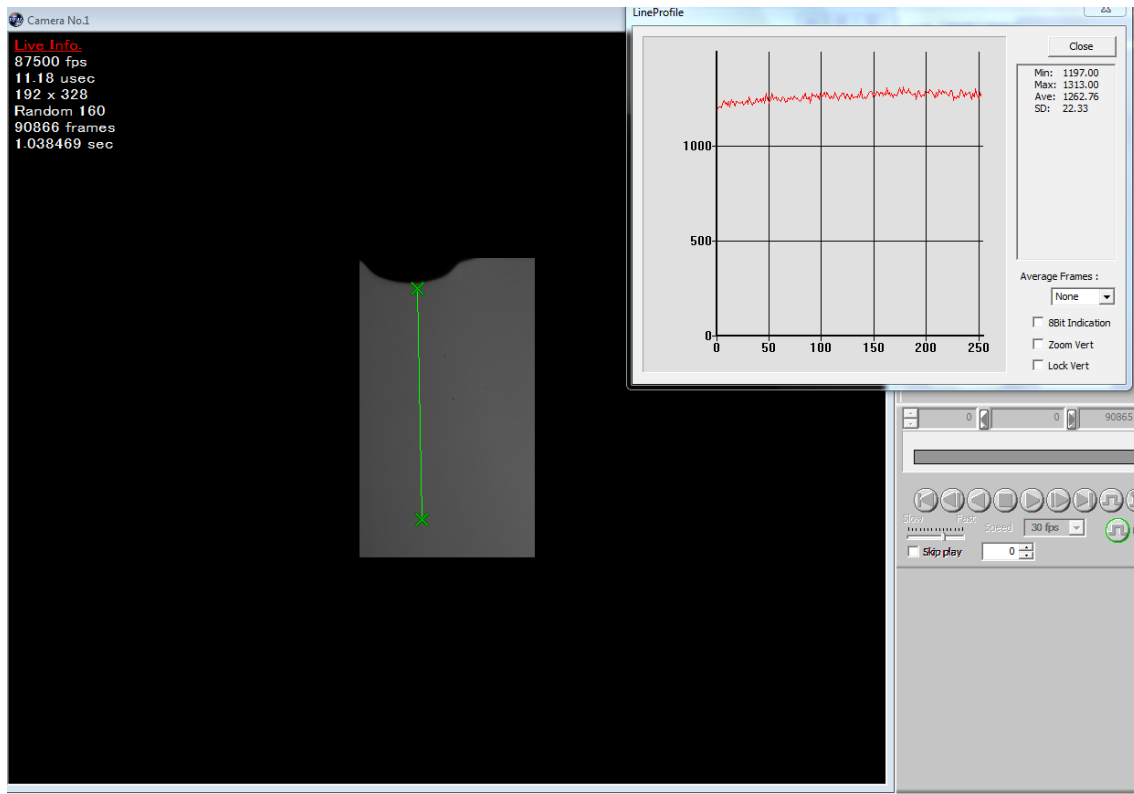 Camera No.1
Live Info.
87500 fps
11.18 usec
192 x 328
Random 160
90866 frames
1.038469 sec
LineProfile
Close
Min: 1197.00
Max: 1313.00
Ave: 1262.76
SD: 22.33
1000
500
0
0 50 100 150 200 250
Average Frames :
None
8Bit Indication
Zoom Vert
Lock Vert
0 0 90865
Slow Fast Speed 30 fps
Skip play 0